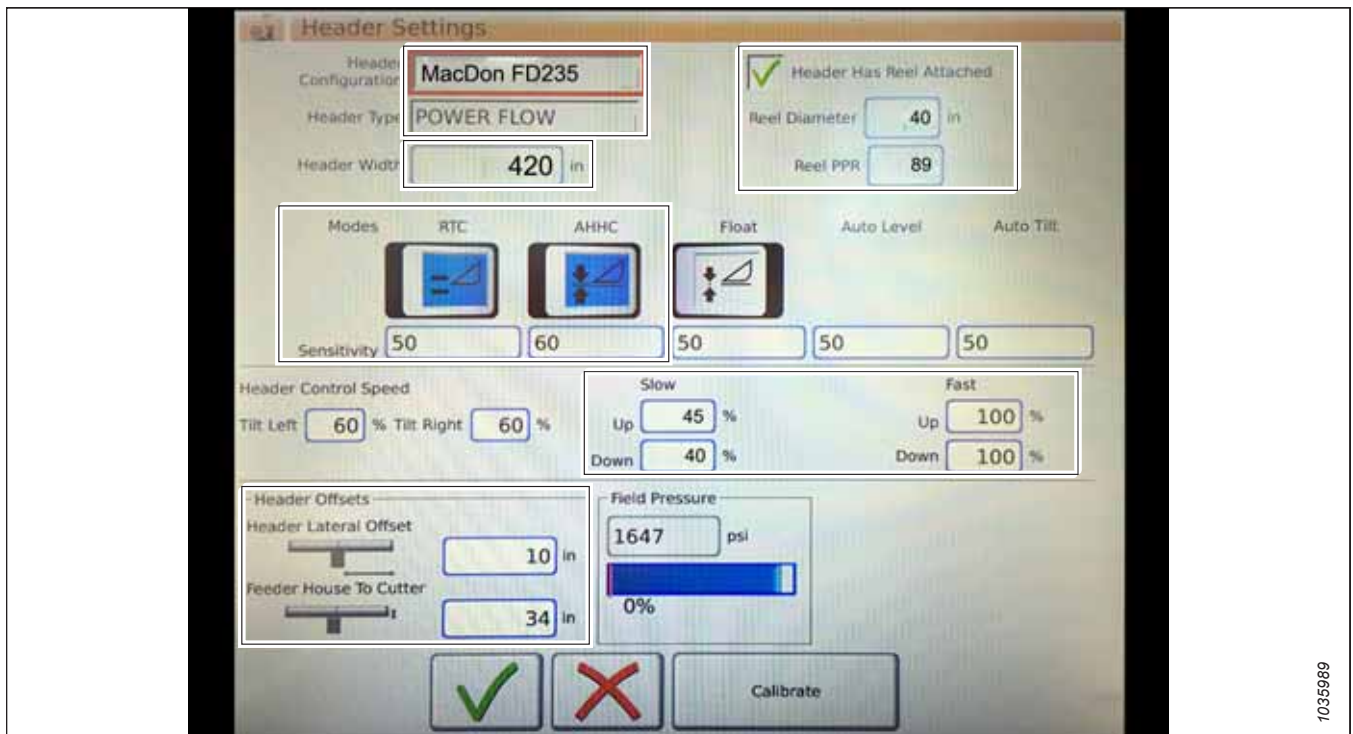 Header Settings
Header Configuration MacDon FD235
Header Type POWER FLOW
Header Width 420 in
Header Has Reel Attached
Reel Diameter 40 in
Reel PPR 89
Modes RTC AHHC Float Auto Level Auto Tilt
Sensitivity 50 60 50 50 50
Header Control Speed
Tilt Left 60 % Tilt Right 60 %
Slow Fast
Up 45 % Up 100 %
Down 40 % Down 100 %
Header Offsets
Header Lateral Offset
10 in
Feeder House To Cutter
34 in
Field Pressure
1647 psi
0%
Calibrate
1035989